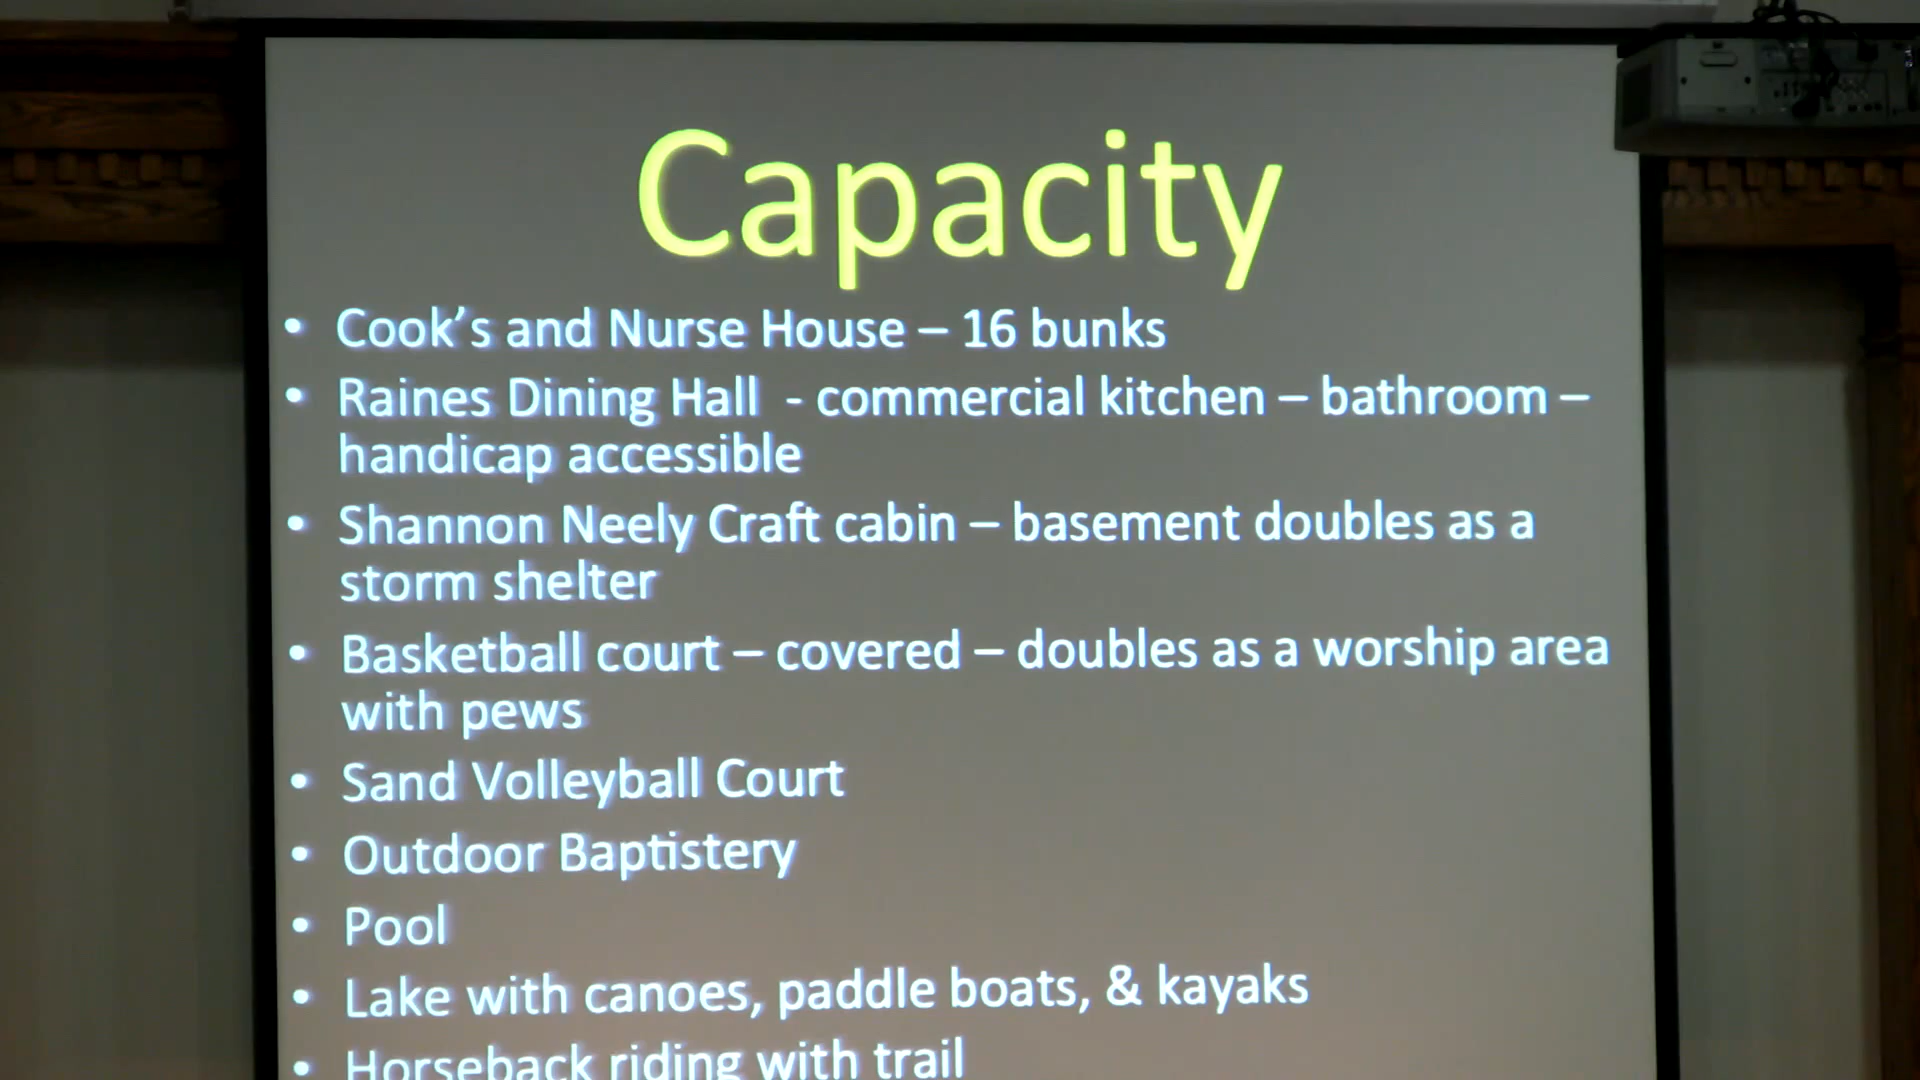 Capacity
• Cook’s and Nurse House – 16 bunks
• Raines Dining Hall - commercial kitchen – bathroom –
handicap accessible
• Shannon Neely Craft cabin – basement doubles as a
storm shelter
• Basketball court – covered – doubles as a worship area
with pews
• Sand Volleyball Court
• Outdoor Baptistery
• Pool
• Lake with canoes, paddle boats, & kayaks
• Horseback riding with trail